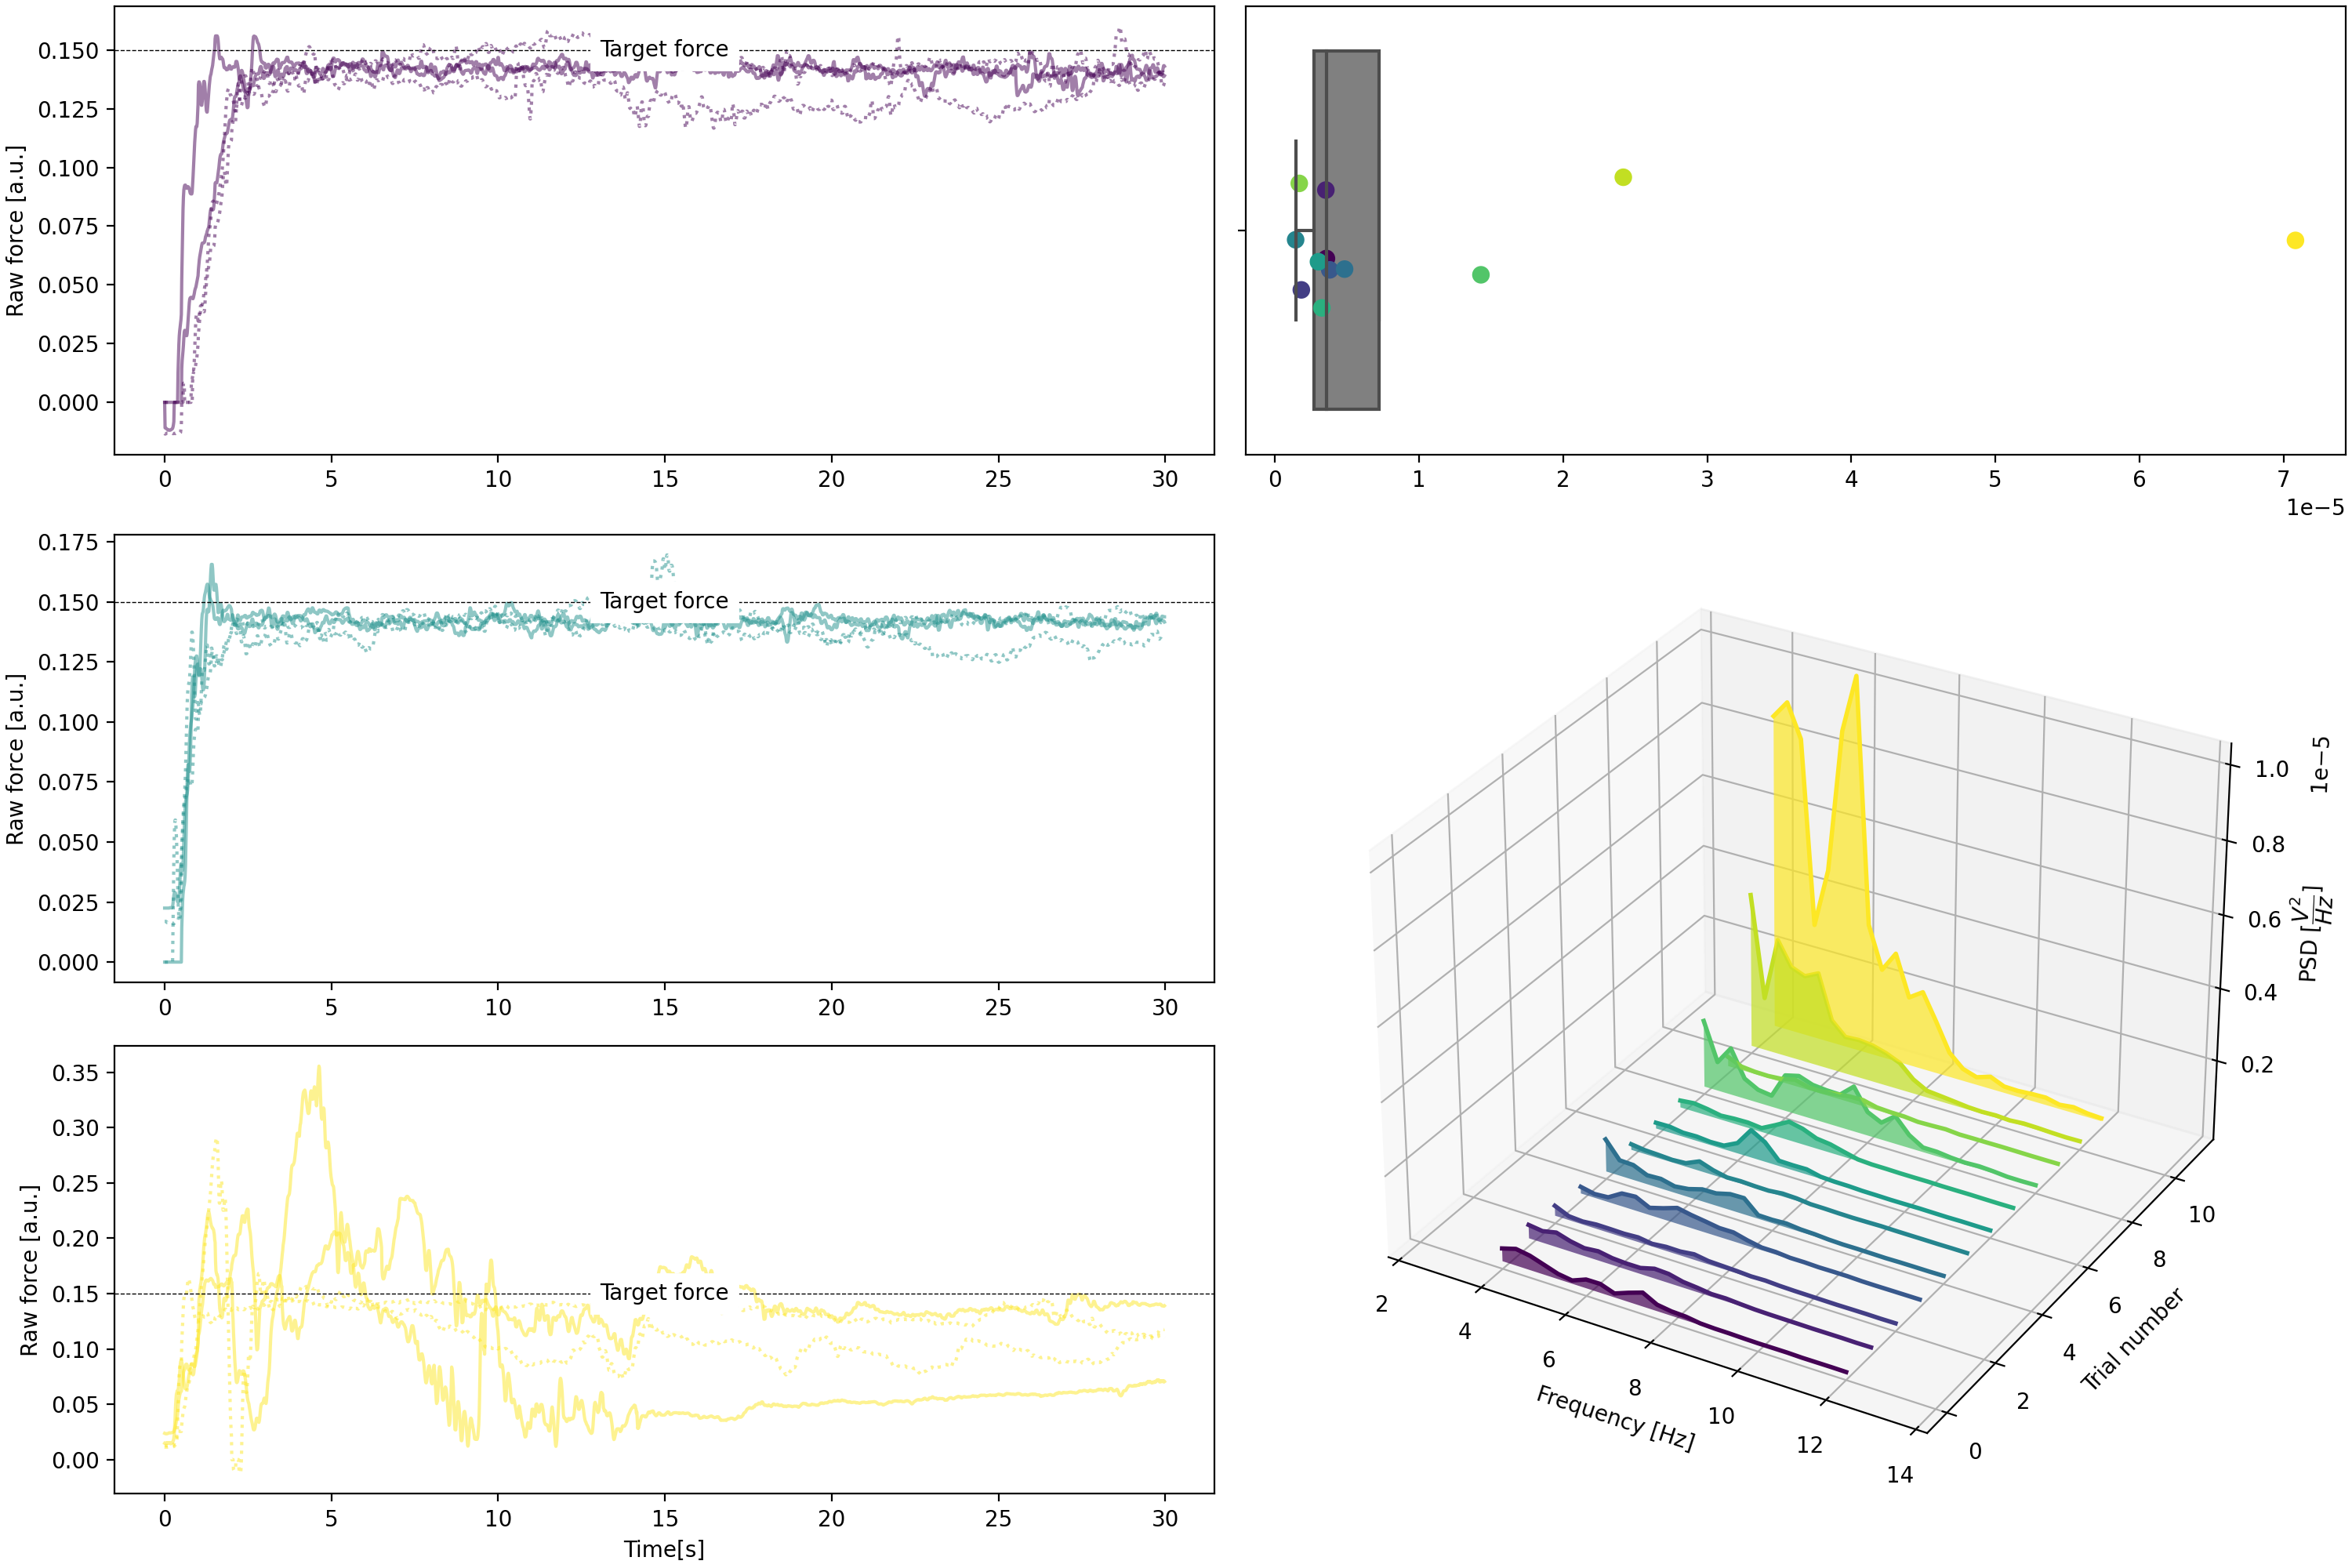 0.150
0.125
0.100
0.075
0.050
0.025
0.000
Raw force [a.u.]
Target force
0 5 10 15 20 25 30
0 1 2 3 4 5 6 7
1e−5
0.175
0.150
0.125
0.100
0.075
0.050
0.025
0.000
Raw force [a.u.]
Target force
0 5 10 15 20 25 30
0.35
0.30
0.25
0.20
0.15
0.10
0.05
0.00
Raw force [a.u.]
Target force
0 5 10 15 20 25 30
Time[s]
1e−5
1.0
0.8
0.6
0.4
0.2
PSD [V²/Hz]
2 4 6 8 10 12 14
Frequency [Hz]
0 2 4 6 8 10
Trial number